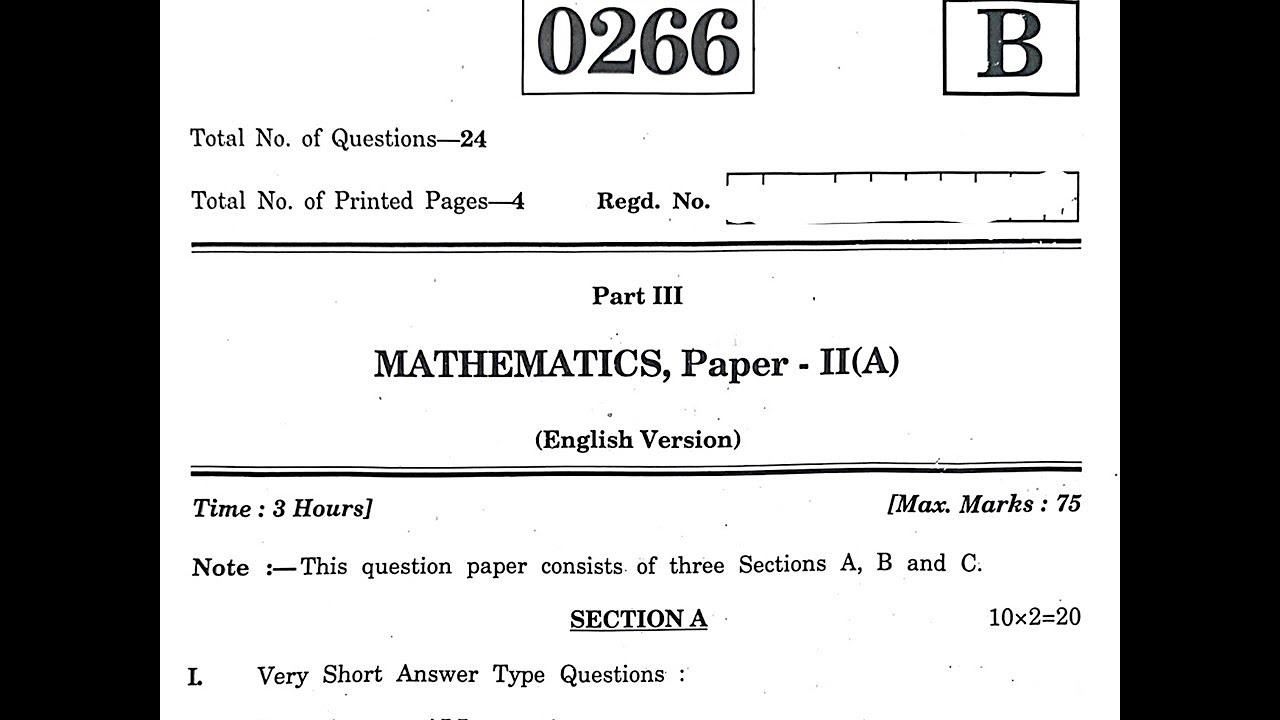 0266
B
Total No. of Questions—24
Total No. of Printed Pages—4 Regd. No.
Part III
MATHEMATICS, Paper - II(A)
(English Version)
Time : 3 Hours] [Max. Marks : 75
Note :—This question paper consists of three Sections A, B and C.
SECTION A 10×2=20
I. Very Short Answer Type Questions :